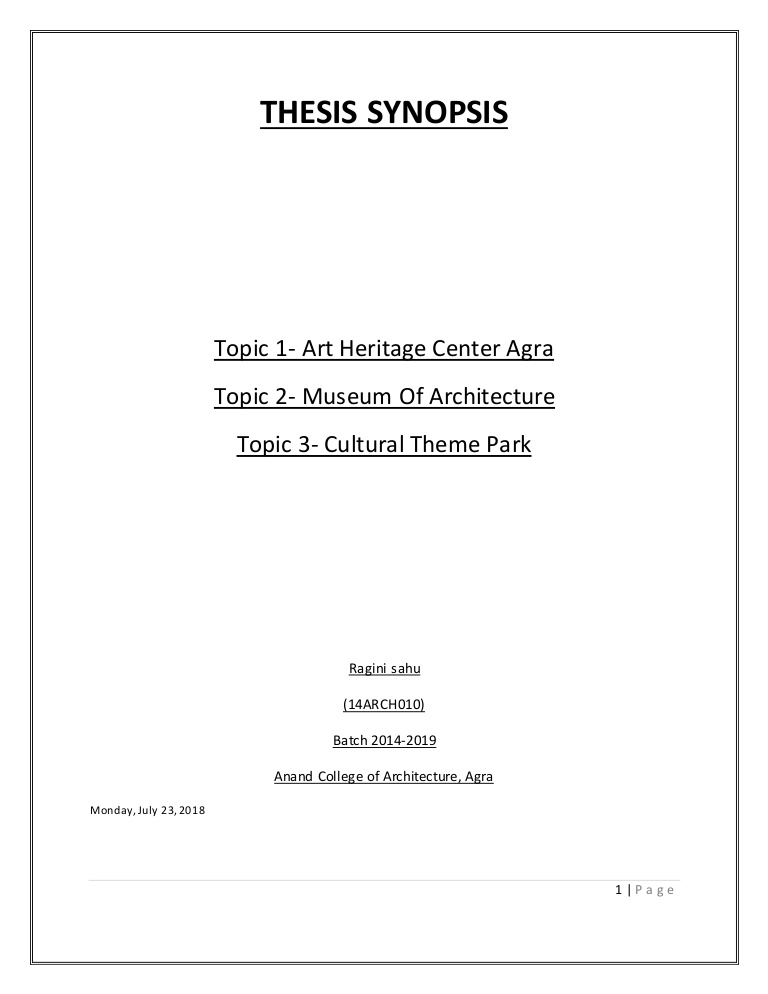 THESIS SYNOPSIS
Topic 1- Art Heritage Center Agra
Topic 2- Museum Of Architecture
Topic 3- Cultural Theme Park
Ragini sahu
(14ARCH010)
Batch 2014-2019
Anand College of Architecture, Agra
Monday, July 23, 2018
1 | Page